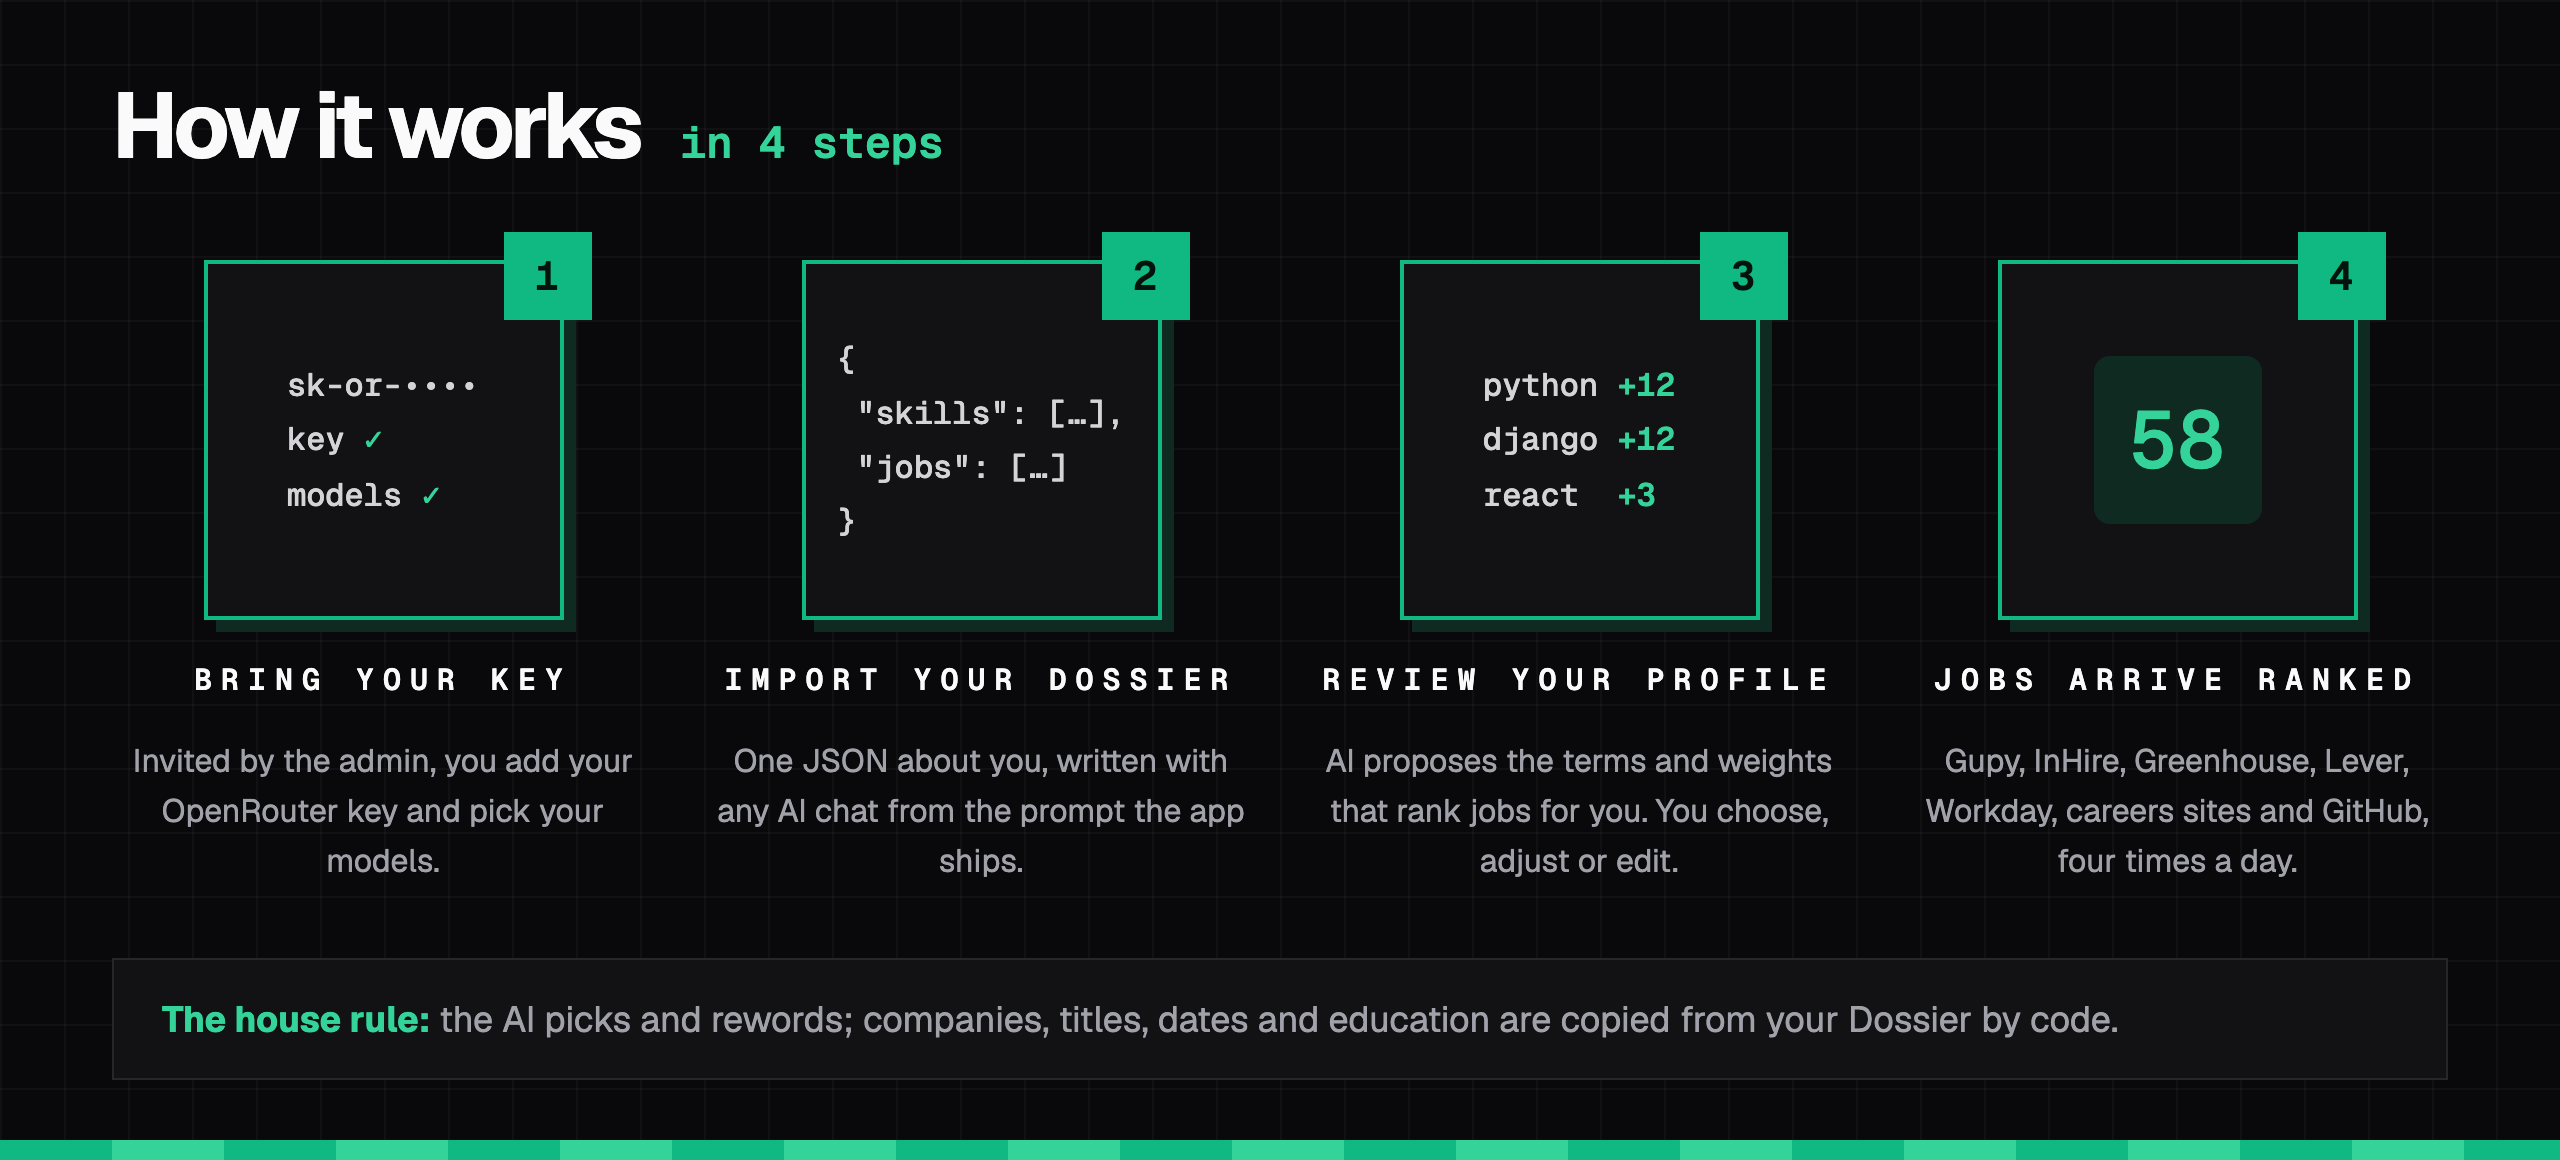 How it works in 4 steps
1
sk-or-••••
key ✓
models ✓
BRING YOUR KEY
Invited by the admin, you add your
OpenRouter key and pick your
models.
2
{
"skills": […],
"jobs": […]
}
IMPORT YOUR DOSSIER
One JSON about you, written with
any AI chat from the prompt the app
ships.
3
python +12
django +12
react +3
REVIEW YOUR PROFILE
AI proposes the terms and weights
that rank jobs for you. You choose,
adjust or edit.
4
58
JOBS ARRIVE RANKED
Gupy, InHire, Greenhouse, Lever,
Workday, careers sites and GitHub,
four times a day.
The house rule: the AI picks and rewords; companies, titles, dates and education are copied from your Dossier by code.